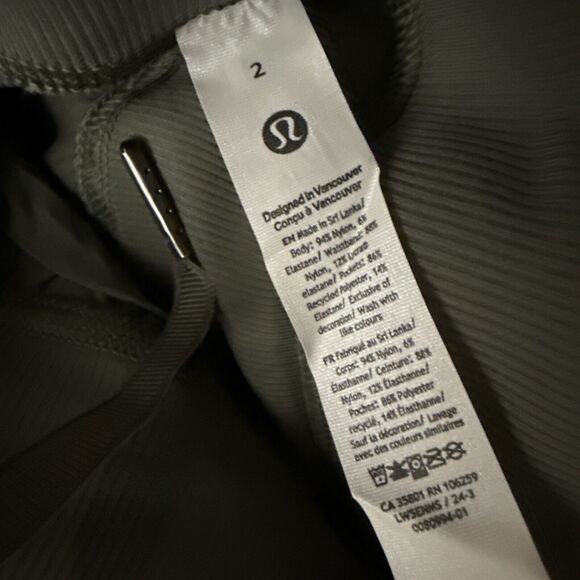 2
Designed in Vancouver
Conçu à Vancouver
EN Made in Sri Lanka/
Body: 94% Nylon, 6%
Elastane/ Waistband: 88%
Nylon, 12% Lycra®
elastane/ Pockets: 86%
Recycled Polyester, 14%
Elastane/ Exclusive of
decoration/ Wash with
like colours
FR Fabriqué au Sri Lanka/
Corps: 94% Nylon, 6%
Élasthanne/ Ceinture: 88%
Nylon, 12% Élasthanne/
Poches: 86% Polyester
recyclé, 14% Élasthanne/
Sauf la décoration/ Lavage
avec des couleurs similaires
CA 35801 RN 106259
/ 24-3
0080994-01